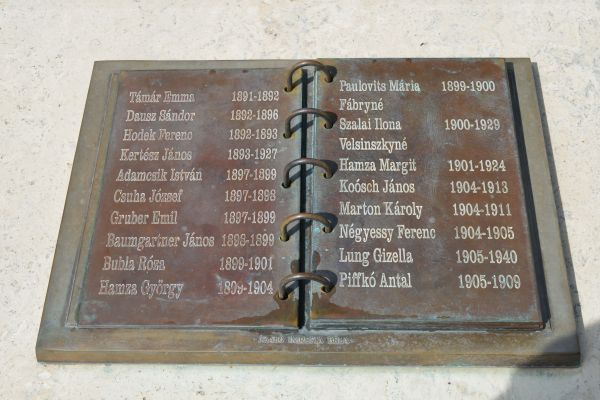 Támár Emma 1891-1892
Dausz Sándor 1892-1896
Hodek Ferenc 1892-1893
Kertész János 1893-1927
Adamcsik István 1897-1899
Csuha József 1897-1898
Gruber Emil 1897-1899
Baumgartner János 1898-1899
Bubla Róza 1899-1901
Hamza György 1899-1904
Paulovits Mária 1899-1900
Fábryné
Szalai Ilona 1900-1929
Velsinszkyné
Hamza Margit 1901-1924
Koósch János 1904-1913
Marton Károly 1904-1911
Négyessy Ferenc 1904-1905
Lung Gizella 1905-1940
Piffkó Antal 1905-1909